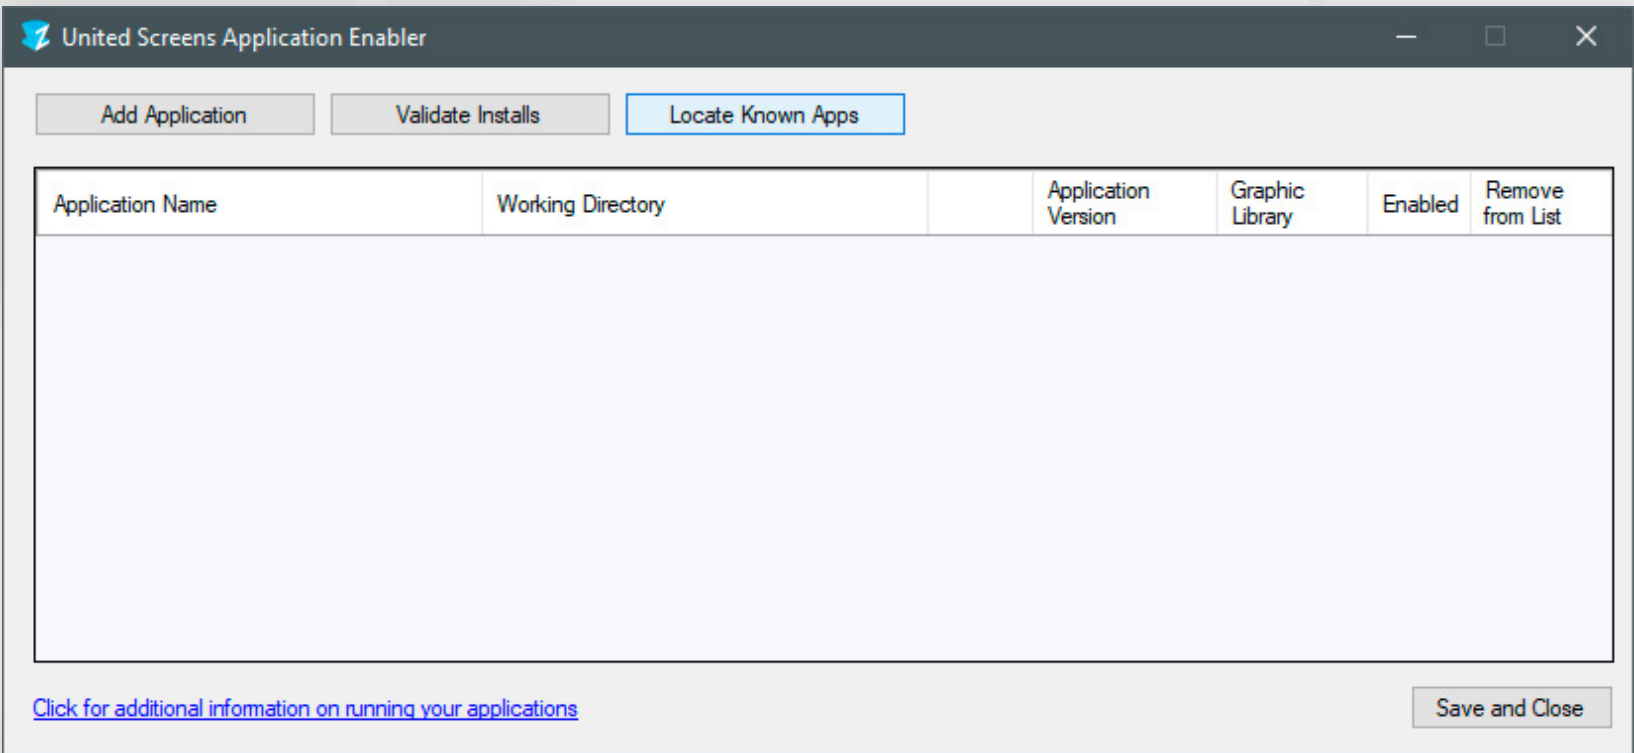 United Screens Application Enabler
Add Application Validate Installs Locate Known Apps
Application Name Working Directory Application Version Graphic Library Enabled Remove from List
Click for additional information on running your applications
Save and Close